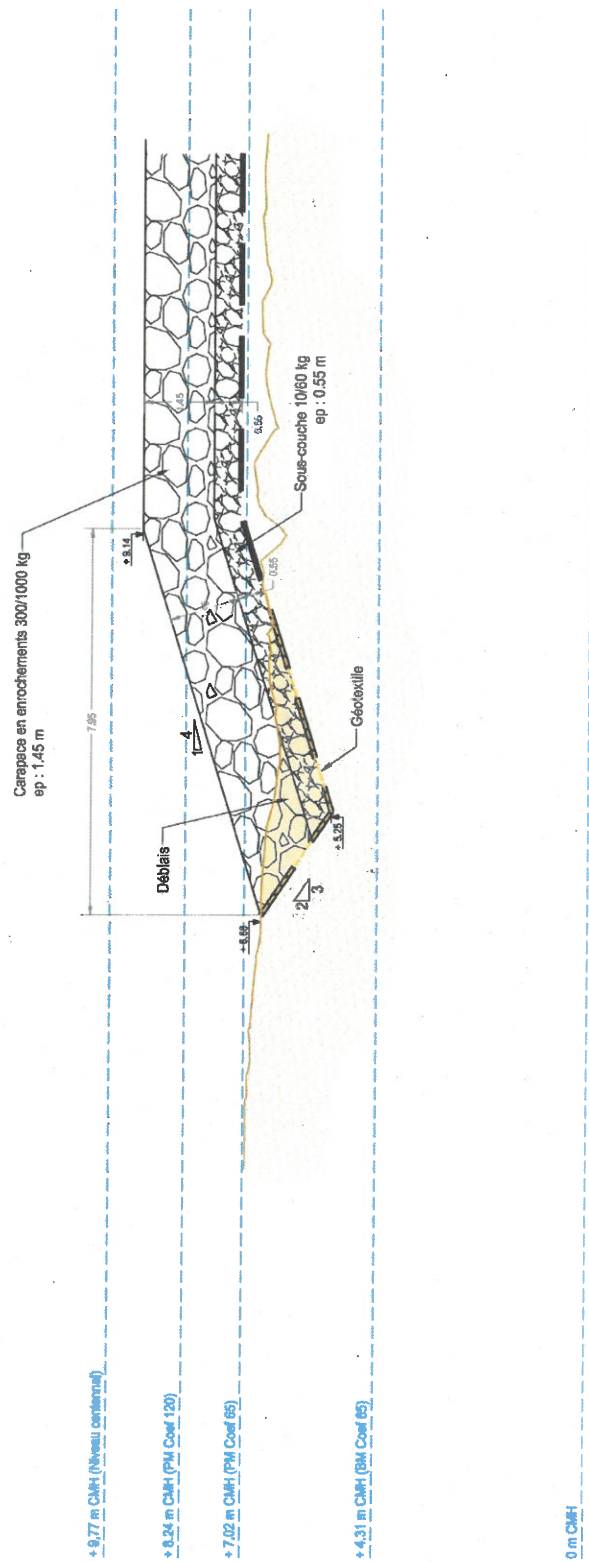 Carapace en enrochements 300/1000 kg
ep : 1.45 m
+ 9,77 m CMH (Niveau centennal)
+ 9.14
7.95
+ 8.24 m CMH (PM Coef 120)
1.45
1 4
Déblais
+ 7,02 m CMH (PM Coef 65)
0.55
Sous-couche 10/60 kg
ep : 0.55 m
0.55
2 3
+ 5.25
Géotextile
+ 4,31 m CMH (BM Coef 65)
0 m CMH